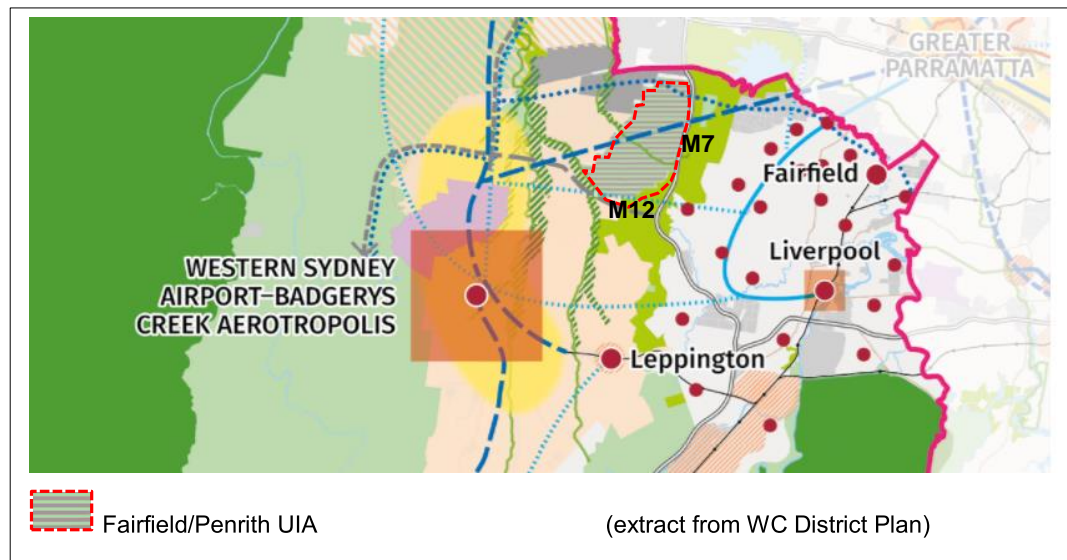 GREATER
PARRAMATTA
M7
Fairfield
M12
Liverpool
WESTERN SYDNEY
AIRPORT–BADGERYS
CREEK AEROTROPOLIS
Leppington
Fairfield/Penrith UIA (extract from WC District Plan)